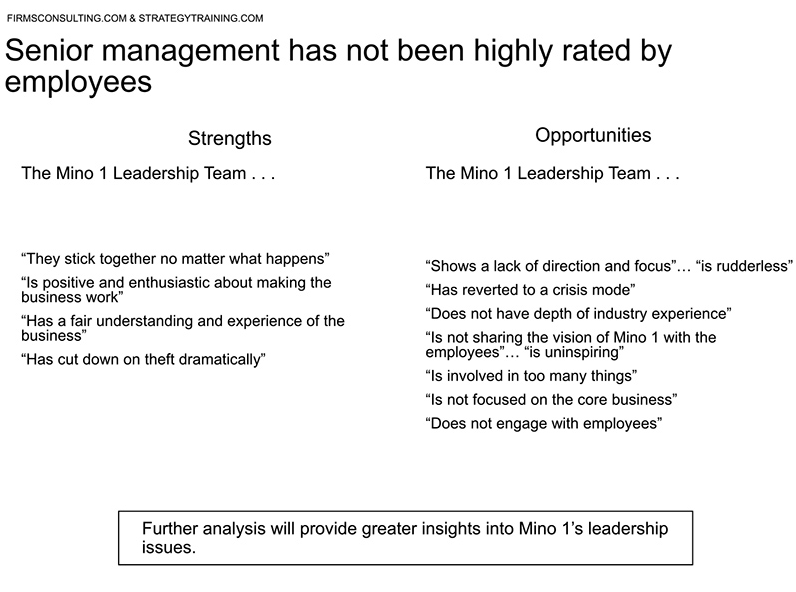 FIRMSCONSULTING.COM & STRATEGYTRAINING.COM
Senior management has not been highly rated by
employees
Strengths
The Mino 1 Leadership Team . . .
“They stick together no matter what happens”
“Is positive and enthusiastic about making the
business work”
“Has a fair understanding and experience of the
business”
“Has cut down on theft dramatically”
Opportunities
The Mino 1 Leadership Team . . .
“Shows a lack of direction and focus”… “is rudderless”
“Has reverted to a crisis mode”
“Does not have depth of industry experience”
“Is not sharing the vision of Mino 1 with the
employees”… “is uninspiring”
“Is involved in too many things”
“Is not focused on the core business”
“Does not engage with employees”
Further analysis will provide greater insights into Mino 1’s leadership
issues.